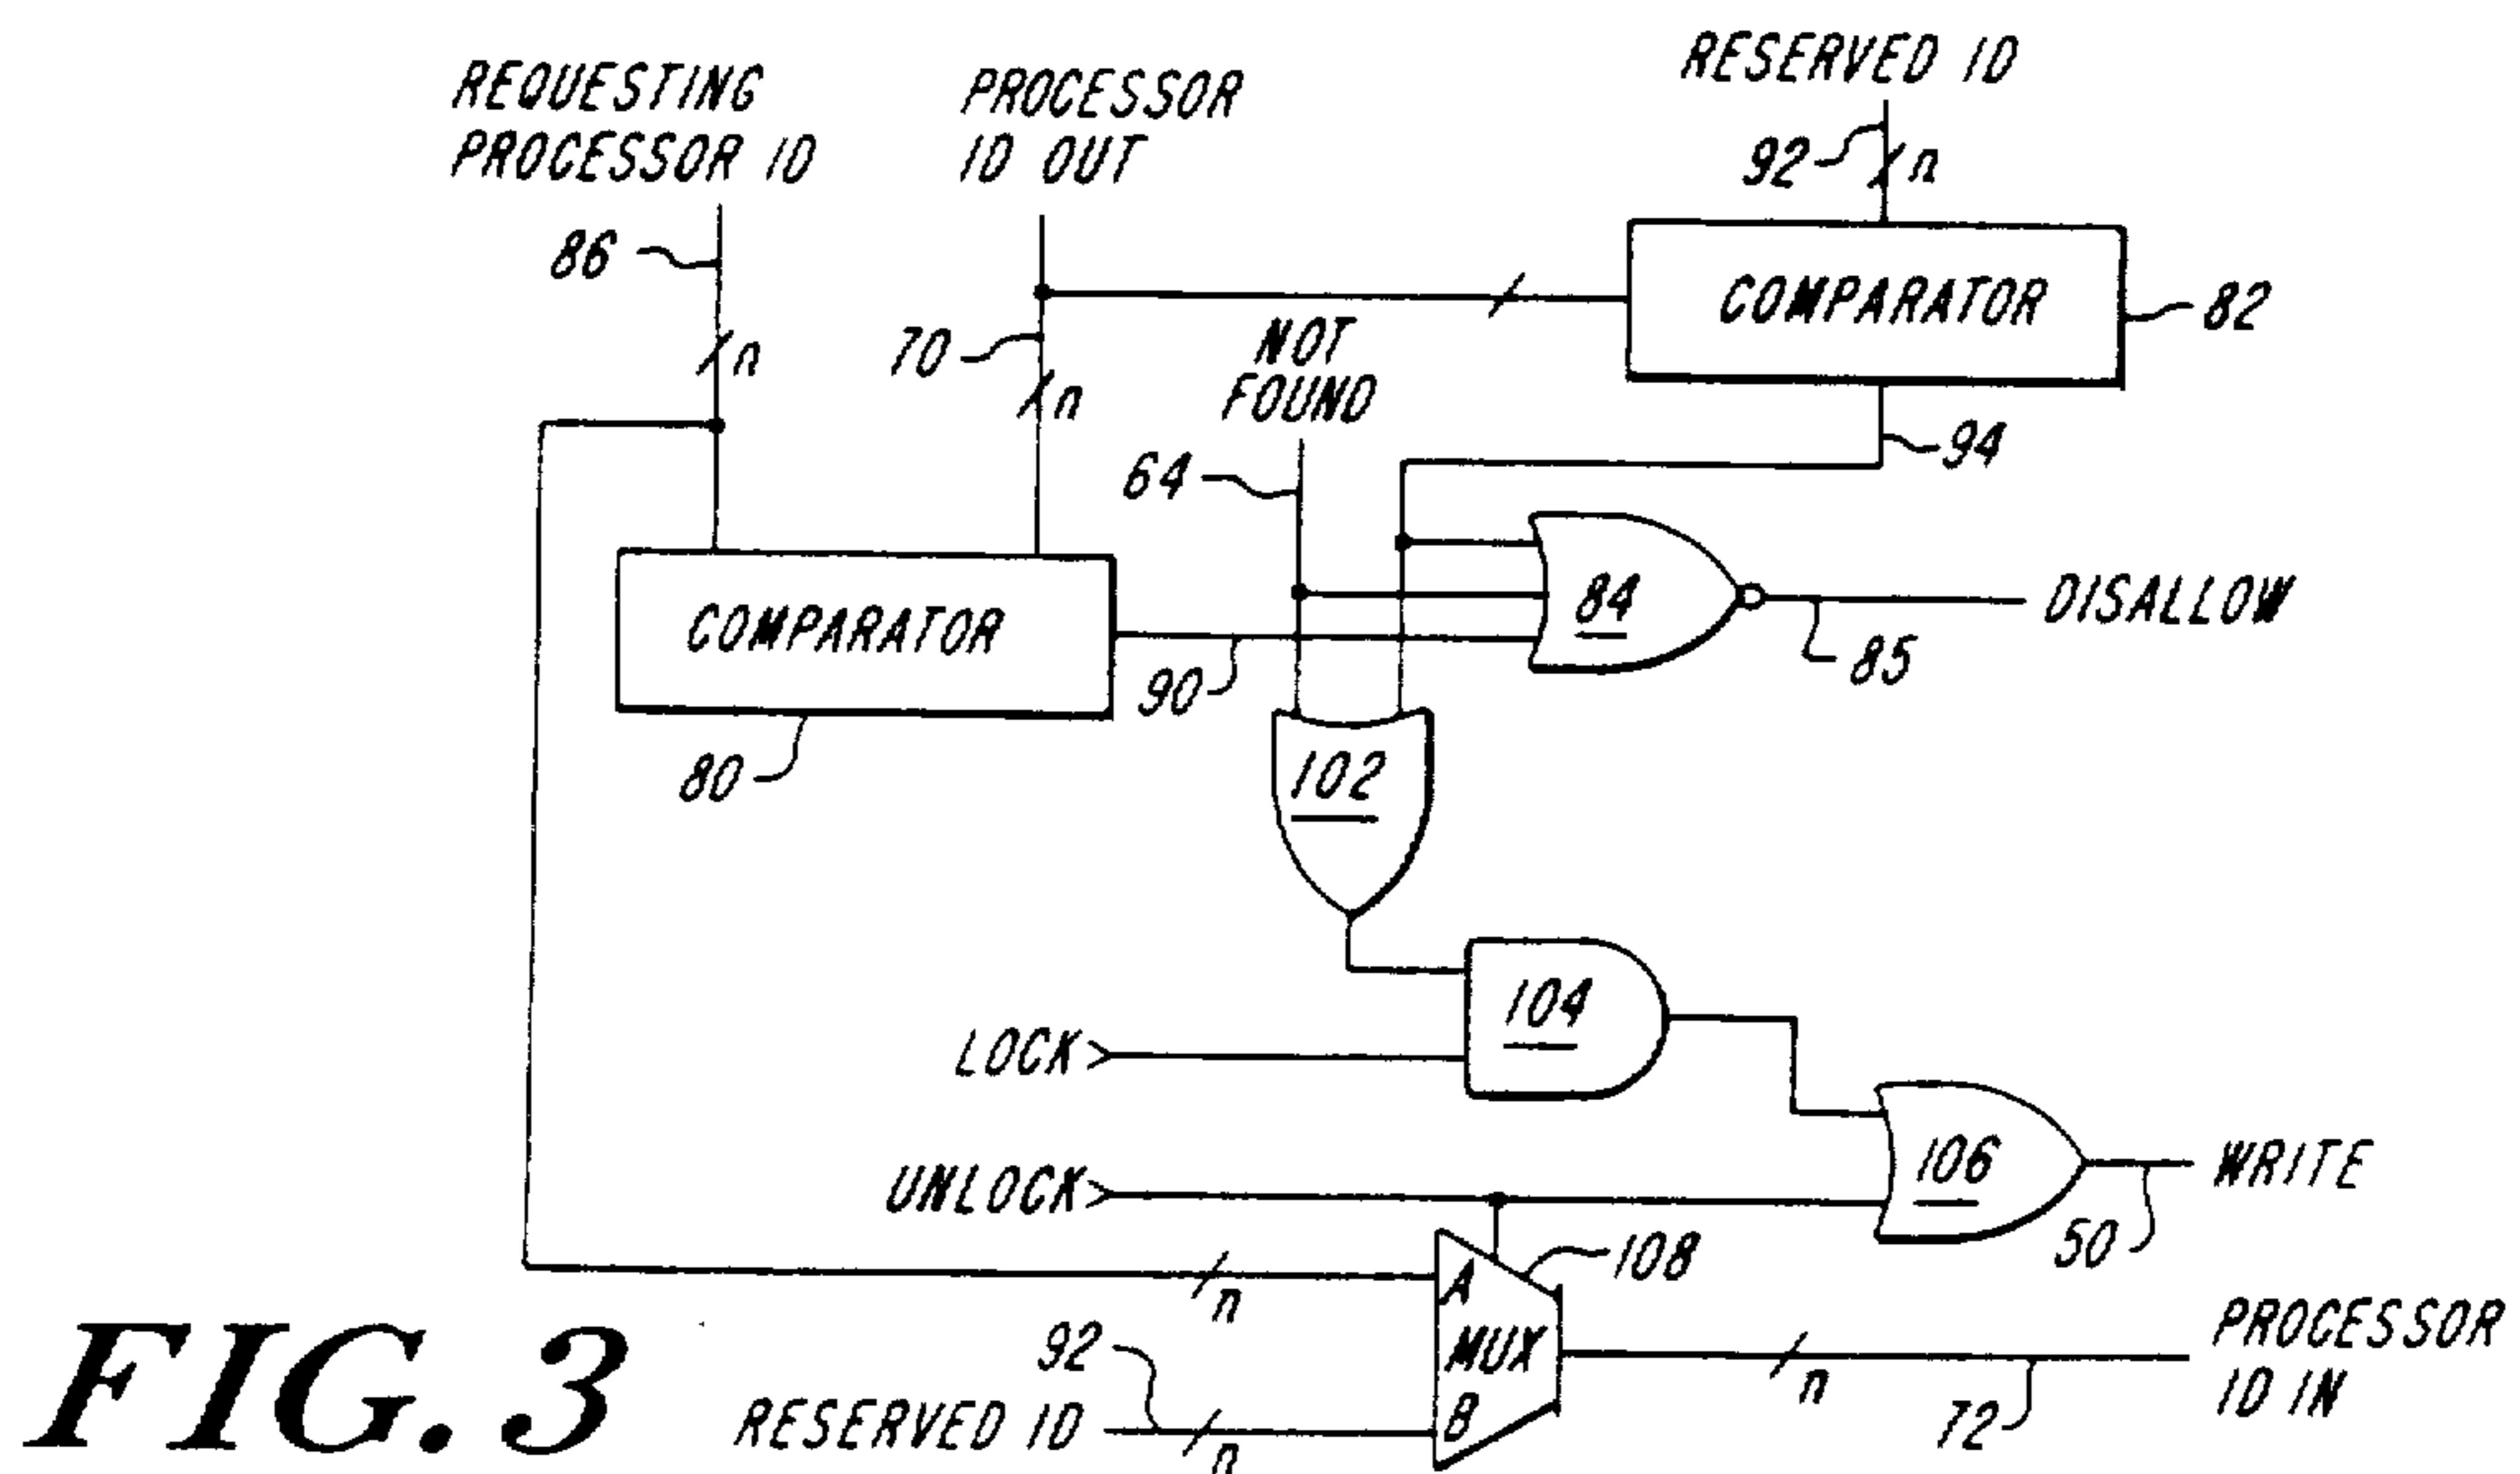 REQUESTING
PROCESSOR ID
PROCESSOR
ID OUT
RESERVED ID
92
n
86
n
70
n
COMPARATOR
82
NOT
FOUND
64
94
COMPARATOR
84
DISALLOW
85
90
80
102
104
LOCK
UNLOCK
106
WRITE
50
108
A
MUX
B
n
92
RESERVED ID
n
n
72
PROCESSOR
ID IN
FIG. 3